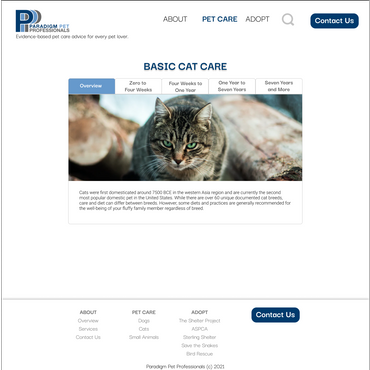 PARADIGM PET
PROFESSIONALS
Evidence-based pet care advice for every pet lover.
ABOUT PET CARE ADOPT Contact Us
BASIC CAT CARE
Overview
Zero to
Four Weeks
Four Weeks to
One Year
One Year to
Seven Years
Seven Years
and More
Cats were first domesticated around 7500 BCE in the western Asia region and are currently the second
most popular domestic pet in the United States. While there are over 60 unique documented cat breeds,
care and diet can differ between breeds. However, some diets and practices are generally recommended for
the well-being of your fluffy family member regardless of breed.
ABOUT
Overview
Services
Contact Us
PET CARE
Dogs
Cats
Small Animals
ADOPT
The Shelter Project
ASPCA
Sterling Shelter
Save the Snakes
Bird Rescue
Contact Us
Paradigm Pet Professionals (c) 2021